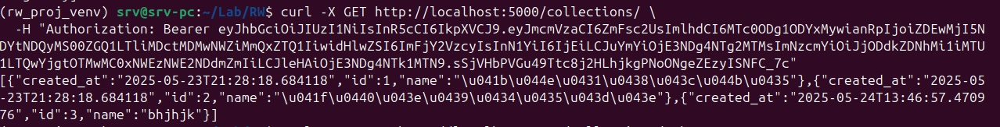 (rw_proj_venv) srv@srv-pc:~/Lab/RW$ curl -X GET http://localhost:5000/collections/ \
  -H "Authorization: Bearer eyJhbGciOiJIUzI1NiIsInR5cCI6IkpXVCJ9.eyJmcmVzaCI6ZmFsc2UsImlhdCI6MTc0ODg1ODYxMywianRpIjoiZDEwMjI5N
DYtNDQyMS00ZGQ1LTliMDctMDMwNWZiMmQxZTQ1IiwidHlwZSI6ImFjY2VzcyIsInN1YiI6IjEiLCJuYmYiOjE3NDg4NTg2MTMsImNzcmYiOiJjODdkZDNhMi1iMTU
1LTQwYjgtOTMwMC0xNWEzNWE2NDdmZmIiLCJleHAiOjE3NDg4NTk1MTN9.sSjVHbPVGu49Ttc8j2HLhjkgPNoONgeZEzyISNFC_7c"
[{"created_at":"2025-05-23T21:28:18.684118","id":1,"name":"\u041b\u044e\u0431\u0438\u043c\u044b\u0435"},{"created_at":"2025-05
-23T21:28:18.684118","id":2,"name":"\u041f\u0440\u043e\u0439\u0434\u0435\u043d\u043e"},{"created_at":"2025-05-24T13:46:57.4709
76","id":3,"name":"bhjhjk"}]